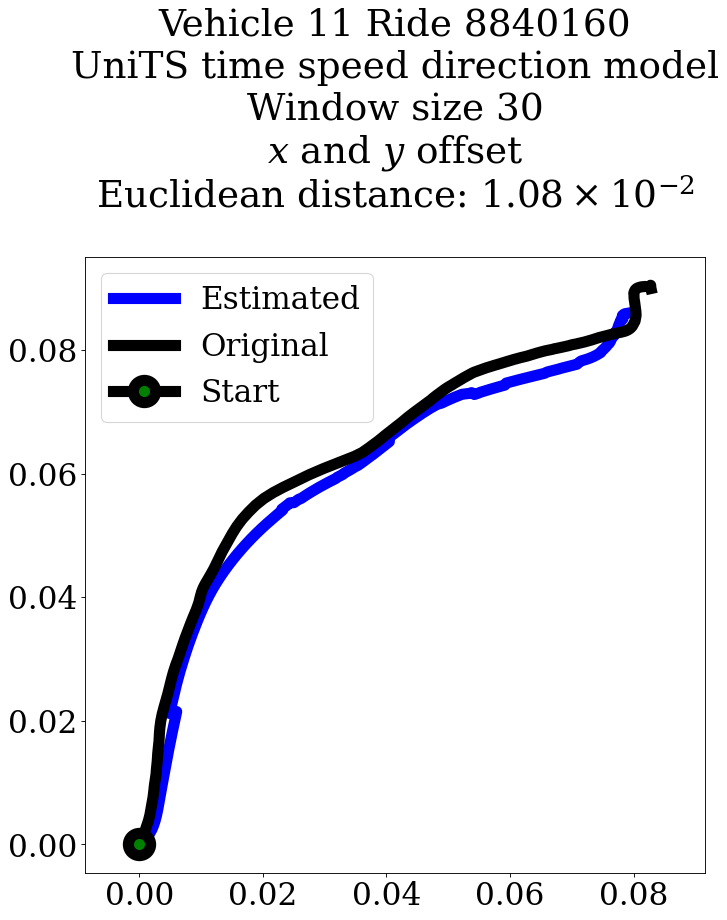 Vehicle 11 Ride 8840160
UniTS time speed direction model
Window size 30
x and y offset
Euclidean distance: 1.08 × 10⁻²
Estimated
Original
Start
0.08
0.06
0.04
0.02
0.00
0.00 0.02 0.04 0.06 0.08